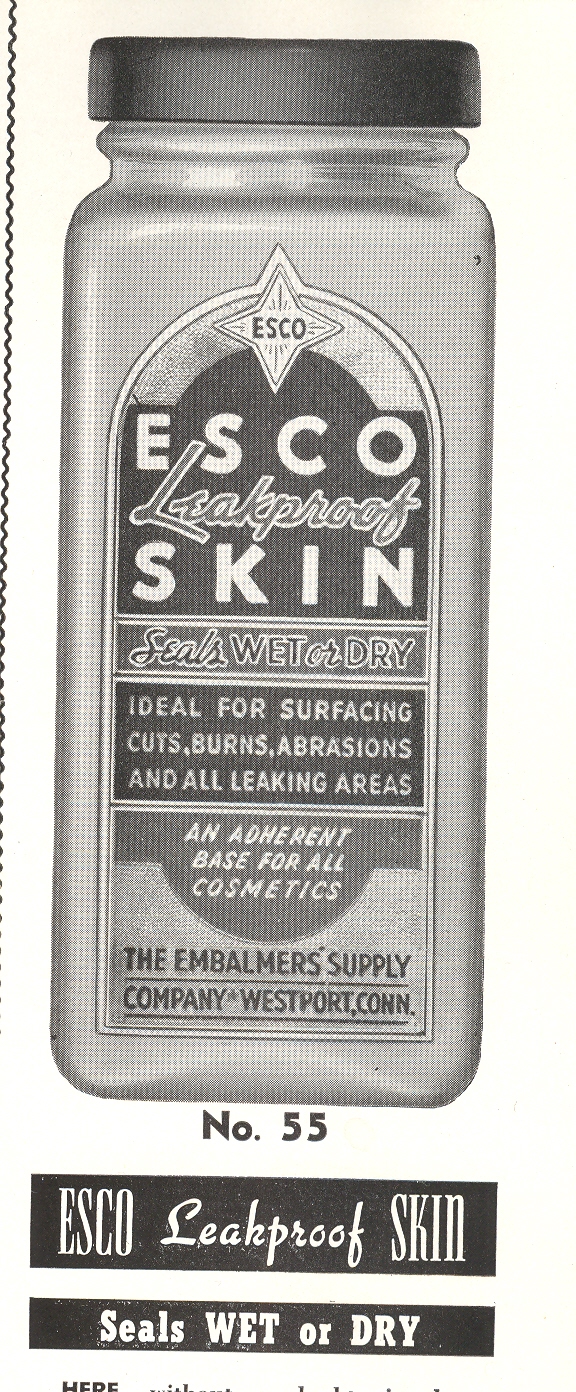 ESCO
ESCO
Leakproof
SKIN
Seals WET or DRY
IDEAL FOR SURFACING
CUTS, BURNS, ABRASIONS
AND ALL LEAKING AREAS
AN ADHERENT
BASE FOR ALL
COSMETICS
THE EMBALMERS' SUPPLY
COMPANY * WESTPORT, CONN.
No. 55
ESCO Leakproof SKIN
Seals WET or DRY
HERE without